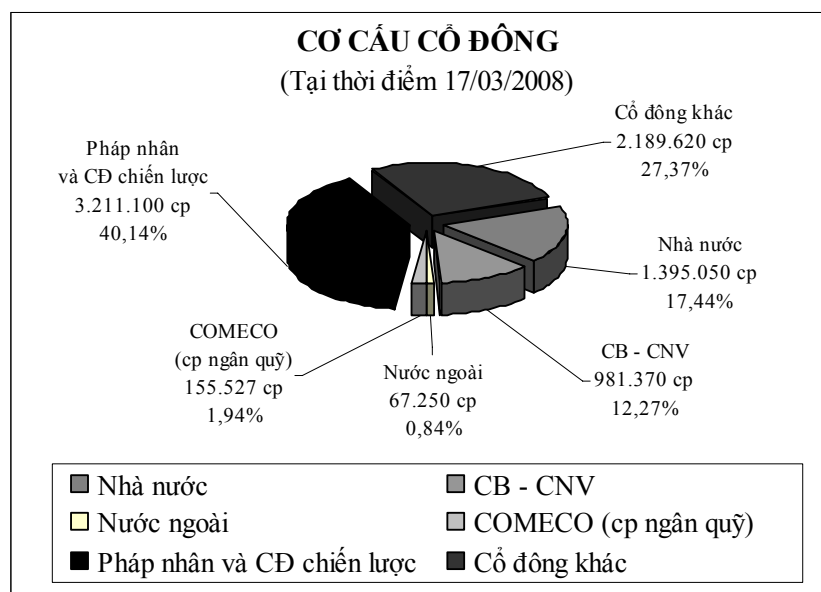 CƠ CẤU CỔ ĐÔNG
(Tại thời điểm 17/03/2008)
Cổ đông khác
2.189.620 cp
27,37%
Pháp nhân
và CĐ chiến lược
3.211.100 cp
40,14%
Nhà nước
1.395.050 cp
17,44%
COMECO
(cp ngân quỹ)
155.527 cp
1,94%
Nước ngoài
67.250 cp
0,84%
CB - CNV
981.370 cp
12,27%
Nhà nước
CB - CNV
Nước ngoài
COMECO (cp ngân quỹ)
Pháp nhân và CĐ chiến lược
Cổ đông khác